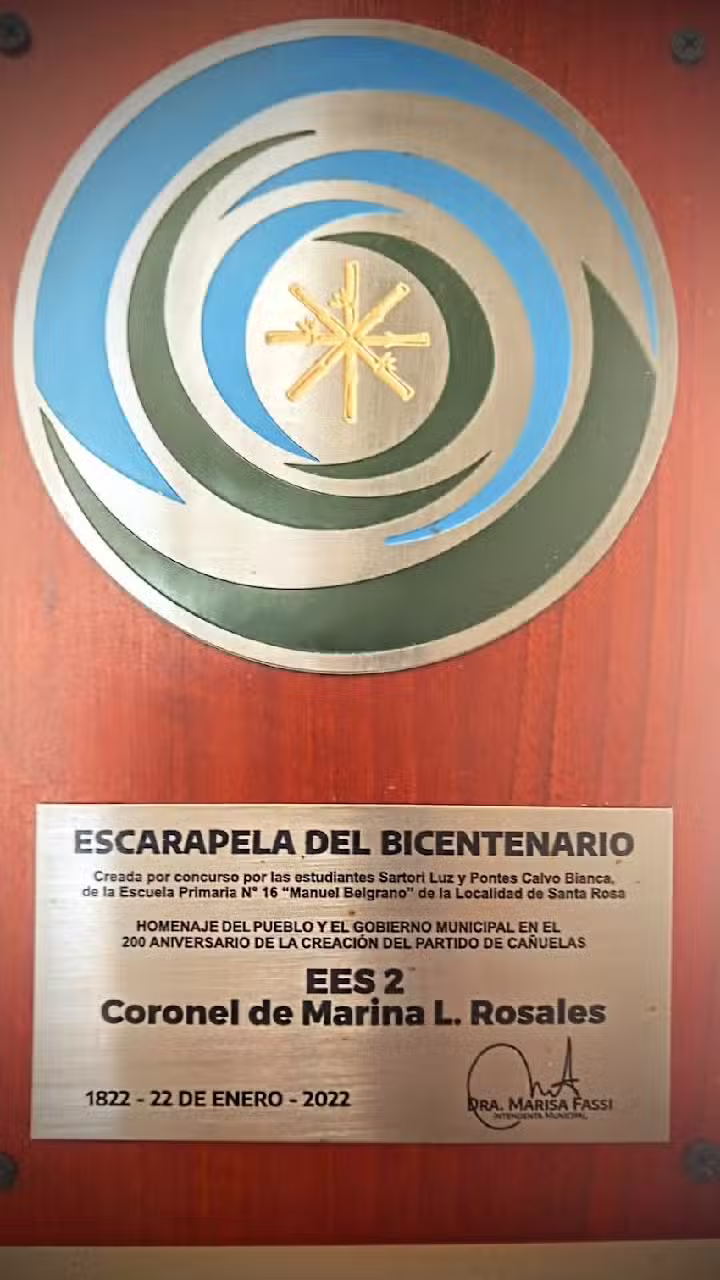 ESCARAPELA DEL BICENTENARIO
Creada por concurso por las estudiantes Sartori Luz y Pontes Calvo Bianca,
de la Escuela Primaria N° 16 “Manuel Belgrano” de la Localidad de Santa Rosa
HOMENAJE DEL PUEBLO Y EL GOBIERNO MUNICIPAL EN EL
200 ANIVERSARIO DE LA CREACIÓN DEL PARTIDO DE CAÑUELAS
EES 2
Coronel de Marina L. Rosales
1822 - 22 DE ENERO - 2022
DRA. MARISA FASSI
INTENDENTA MUNICIPAL